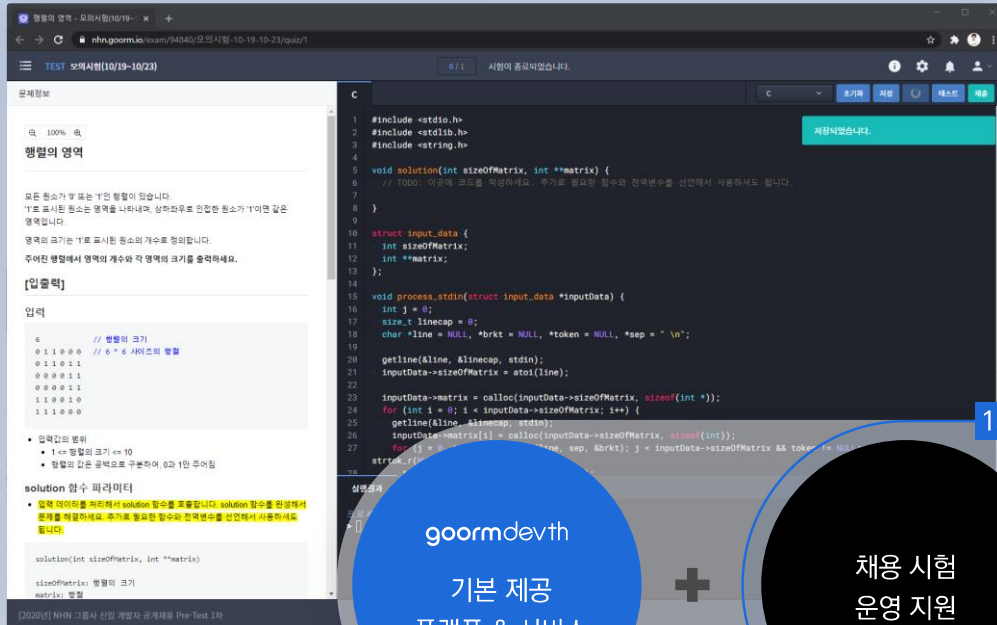 행렬의 영역 - 모의시험(10/19~
nhn.goorm.io/exam/94840/모의시험-10-19-10-23/quiz/1
TEST 모의시험(10/19~10/23)
0 / 1
시험이 종료되었습니다.
문제정보
100%
행렬의 영역
모든 원소가 '0' 또는 '1'인 행렬이 있습니다.
'1'로 표시된 원소는 영역을 나타내며, 상하좌우로 인접한 원소가 '1'이면 같은
영역입니다.
영역의 크기는 '1'로 표시된 원소의 개수로 정의합니다.
주어진 행렬에서 영역의 개수와 각 영역의 크기를 출력하세요.
[입출력]
입력
6 // 행렬의 크기
0 1 1 0 0 0 // 6 * 6 사이즈의 행렬
0 1 1 0 1 1
0 0 0 0 1 1
0 0 0 0 1 1
1 1 0 0 1 0
1 1 1 0 0 0
입력값의 범위
1 <= 행렬의 크기 <= 10
행렬의 값은 공백으로 구분하여, 0과 1만 주어짐
solution 함수 파라미터
입력 데이터를 처리해서 solution 함수를 호출합니다. solution 함수를 완성해서
문제를 해결하세요. 추가로 필요한 함수와 전역변수를 선언해서 사용하셔도
됩니다.
solution(int sizeOfMatrix, int **matrix)
sizeOfMatrix: 행렬의 크기
matrix: 행렬
[2020년] NHN 그룹사 신입 개발자 공개채용 Pre-Test 1차
C
C
초기화
저장
테스트
제출
저장되었습니다.
1 #include <stdio.h>
2 #include <stdlib.h>
3 #include <string.h>
4
5 void solution(int sizeOfMatrix, int **matrix) {
6 // TODO: 이곳에 코드를 작성하세요. 추가로 필요한 함수와 전역변수를 선언해서 사용하셔도 됩니다.
7
8 }
9
10 struct input_data {
11 int sizeOfMatrix;
12 int **matrix;
13 };
14
15 void process_stdin(struct input_data *inputData) {
16 int j = 0;
17 size_t linecap = 0;
18 char *line = NULL, *brkt = NULL, *token = NULL, *sep = " \n";
19
20 getline(&line, &linecap, stdin);
21 inputData->sizeOfMatrix = atoi(line);
22
23 inputData->matrix = calloc(inputData->sizeOfMatrix, sizeof(int *));
24 for (int i = 0; i < inputData->sizeOfMatrix; i++) {
25 getline(&line, &linecap, stdin);
26 inputData->matrix[i] = calloc(inputData->sizeOfMatrix, sizeof(int));
27 for (j = 0, sep, &brkt); j < inputData->sizeOfMatrix && token != NULL
strtok_r(
28
실행결과
>
goormdevth
기본 제공
플랫폼 & 서비스
1
채용 시험
운영 지원